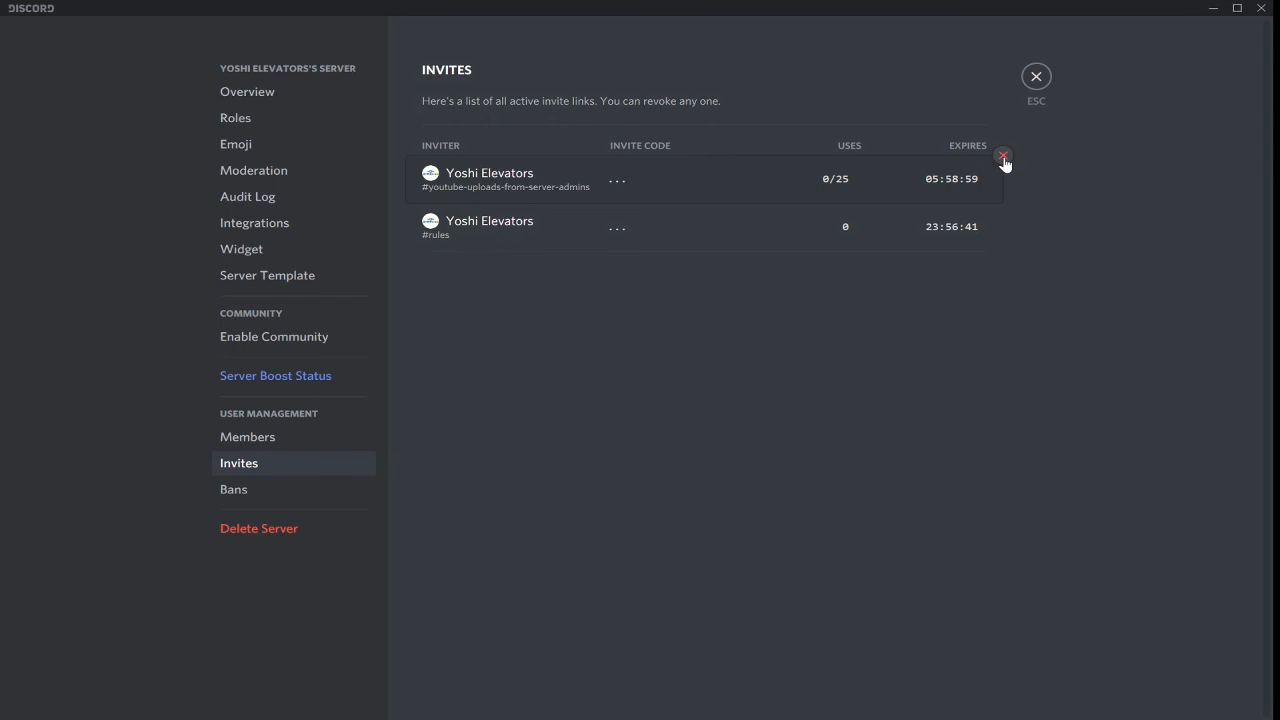 DISCORD
YOSHI ELEVATORS'S SERVER
Overview
Roles
Emoji
Moderation
Audit Log
Integrations
Widget
Server Template
COMMUNITY
Enable Community
Server Boost Status
USER MANAGEMENT
Members
Invites
Bans
Delete Server
INVITES
Here's a list of all active invite links. You can revoke any one.
ESC
INVITER INVITE CODE USES EXPIRES
Yoshi Elevators ... 0/25 05:58:59
#youtube-uploads-from-server-admins
Yoshi Elevators ... 0 23:56:41
#rules